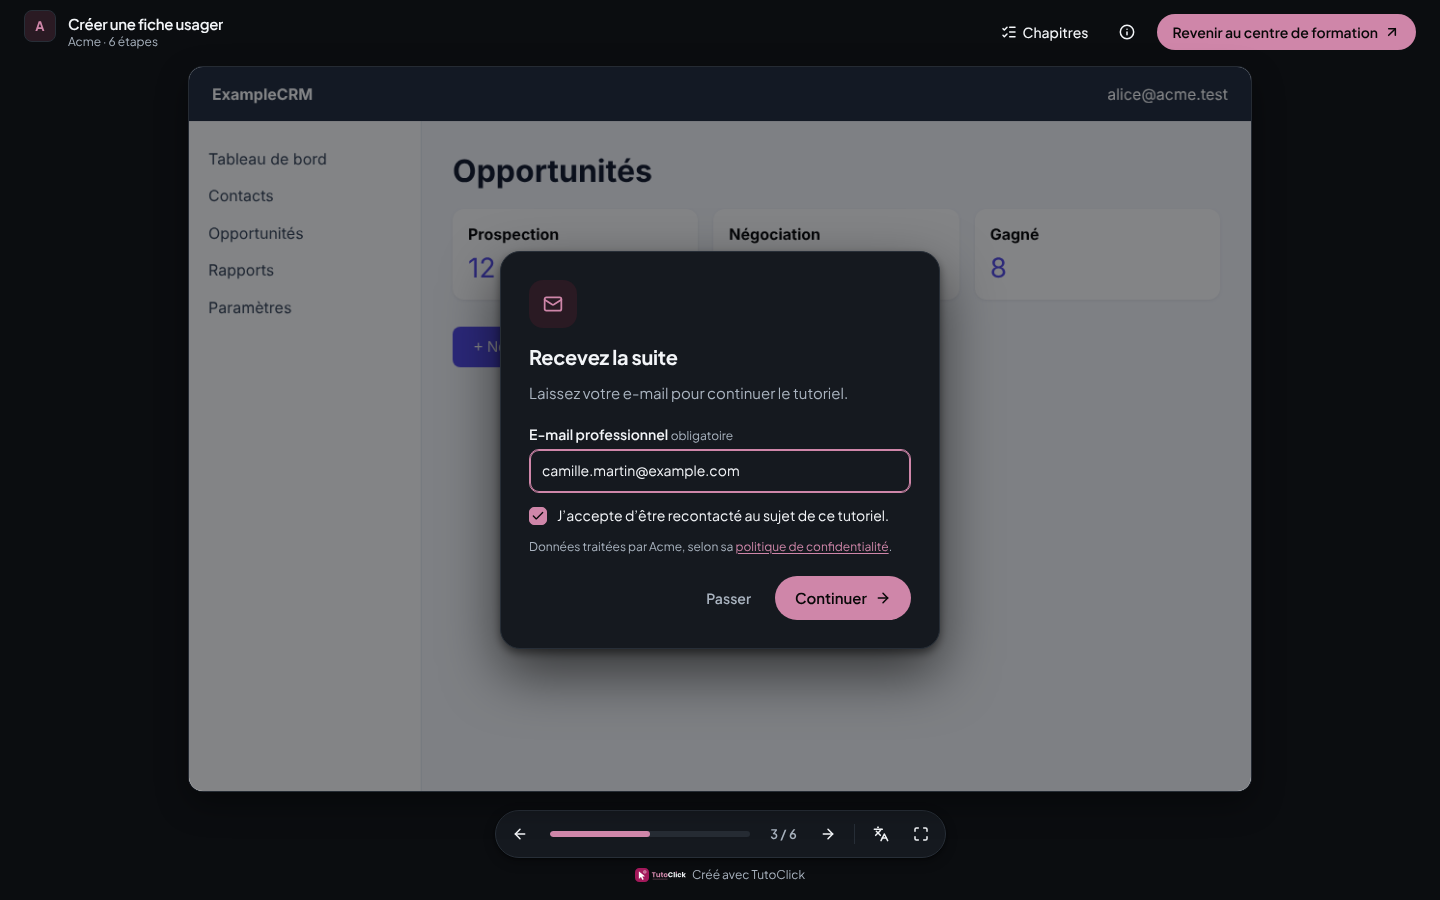 A
Créer une fiche usager
Acme · 6 étapes
Chapitres
Revenir au centre de formation
ExampleCRM
alice@acme.test
Tableau de bord
Contacts
Opportunités
Rapports
Paramètres
Opportunités
Prospection
12
Négociation
Gagné
8
Recevez la suite
Laissez votre e-mail pour continuer le tutoriel.
E-mail professionnel obligatoire
camille.martin@example.com
J’accepte d’être recontacté au sujet de ce tutoriel.
Données traitées par Acme, selon sa politique de confidentialité.
Passer
Continuer
3 / 6
TutoClick Créé avec TutoClick